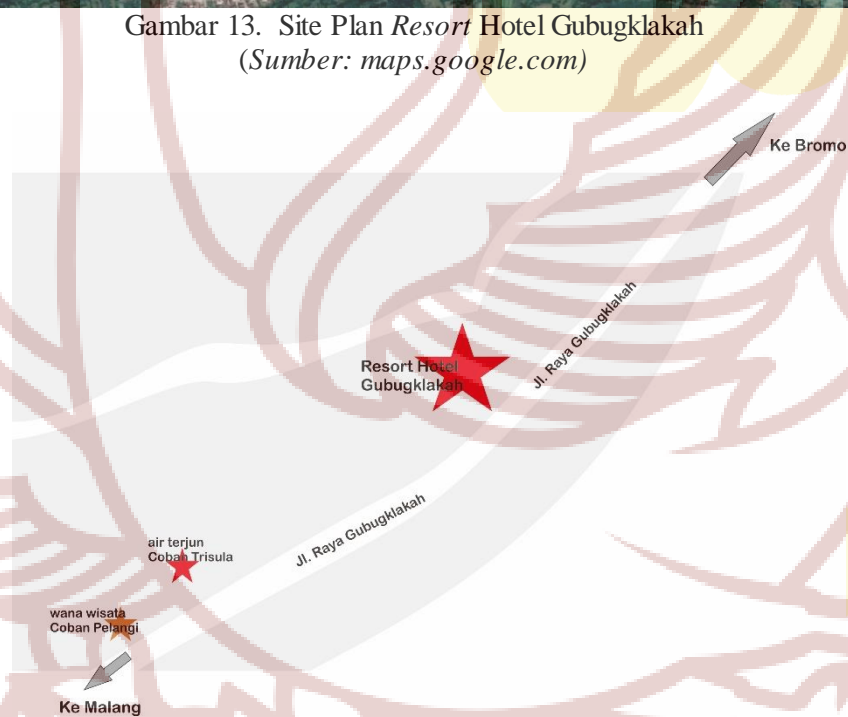 Gambar 13. Site Plan Resort Hotel Gubugklakah
(Sumber: maps.google.com)
Ke Bromo
Jl. Raya Gubugklakah
Resort Hotel
Gubugklakah
Jl. Raya Gubugklakah
air terjun
Coban Trisula
wana wisata
Coban Pelangi
Ke Malang